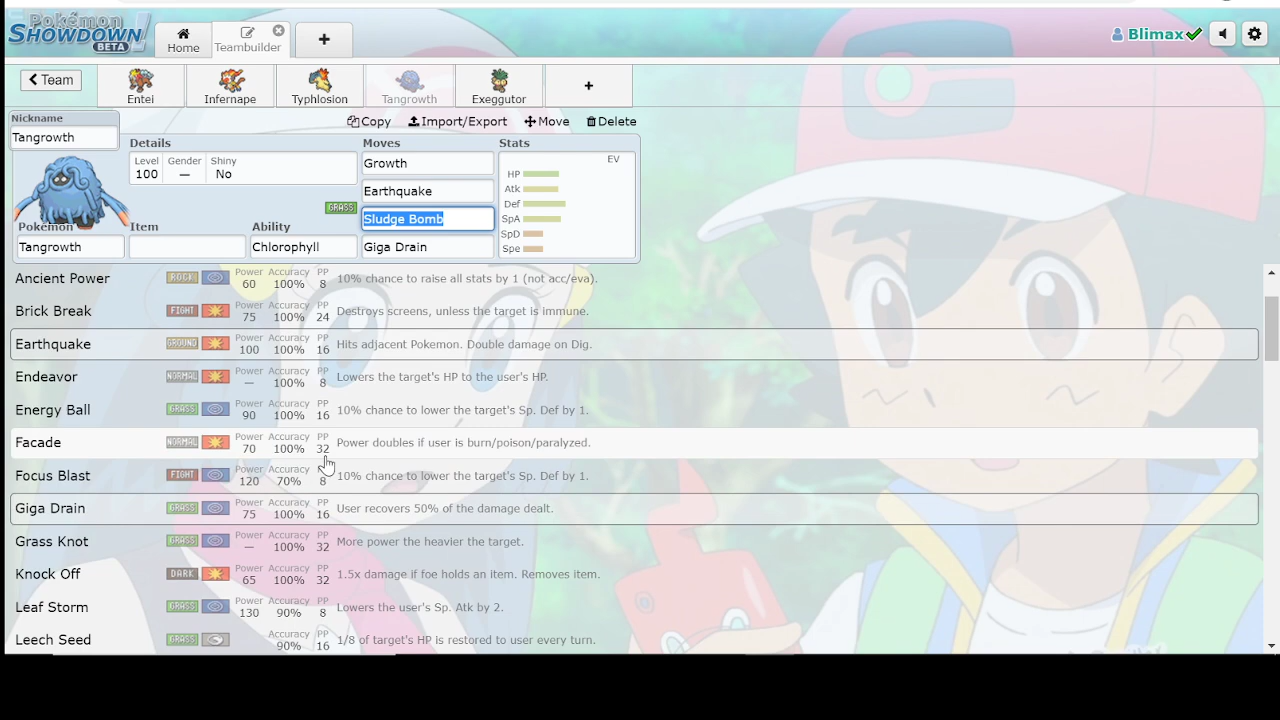 Pokémon
SHOWDOWN!
BETA
Home
Teambuilder
+
Blimax
Team
Entei
Infernape
Typhlosion
Tangrowth
Exeggutor
+
Nickname
Tangrowth
Copy Import/Export Move Delete
Details
Level Gender Shiny
100 — No
GRASS
Pokémon
Tangrowth
Item
Ability
Chlorophyll
Moves
Growth
Earthquake
Sludge Bomb
Giga Drain
Stats
EV
HP
Atk
Def
SpA
SpD
Spe
Ancient Power ROCK Power 60 Accuracy 100% PP 8 10% chance to raise all stats by 1 (not acc/eva).
Brick Break FIGHT Power 75 Accuracy 100% PP 24 Destroys screens, unless the target is immune.
Earthquake GROUND Power 100 Accuracy 100% PP 16 Hits adjacent Pokemon. Double damage on Dig.
Endeavor NORMAL Power — Accuracy 100% PP 8 Lowers the target's HP to the user's HP.
Energy Ball GRASS Power 90 Accuracy 100% PP 16 10% chance to lower the target's Sp. Def by 1.
Facade NORMAL Power 70 Accuracy 100% PP 32 Power doubles if user is burn/poison/paralyzed.
Focus Blast FIGHT Power 120 Accuracy 70% 8 10% chance to lower the target's Sp. Def by 1.
Giga Drain GRASS Power 75 Accuracy 100% PP 16 User recovers 50% of the damage dealt.
Grass Knot GRASS Power — Accuracy 100% PP 32 More power the heavier the target.
Knock Off DARK Power 65 Accuracy 100% PP 32 1.5x damage if foe holds an item. Removes item.
Leaf Storm GRASS Power 130 Accuracy 90% PP 8 Lowers the user's Sp. Atk by 2.
Leech Seed GRASS Accuracy 90% PP 16 1/8 of target's HP is restored to user every turn.